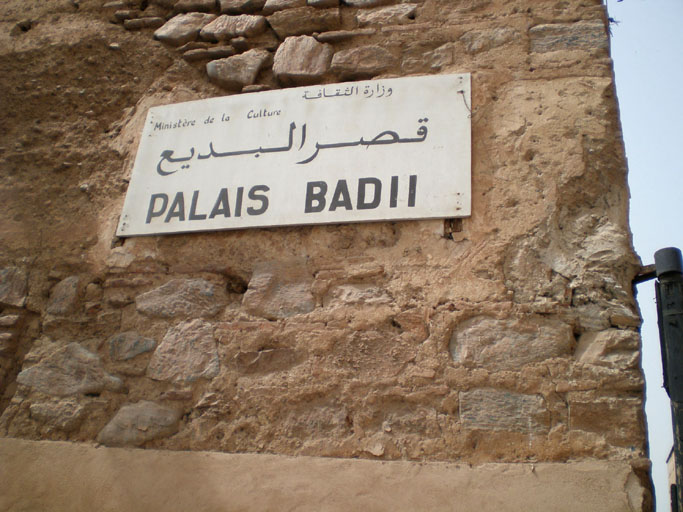 وزارة الثقافة
Ministère de la Culture
قصر البديع
PALAIS BADII